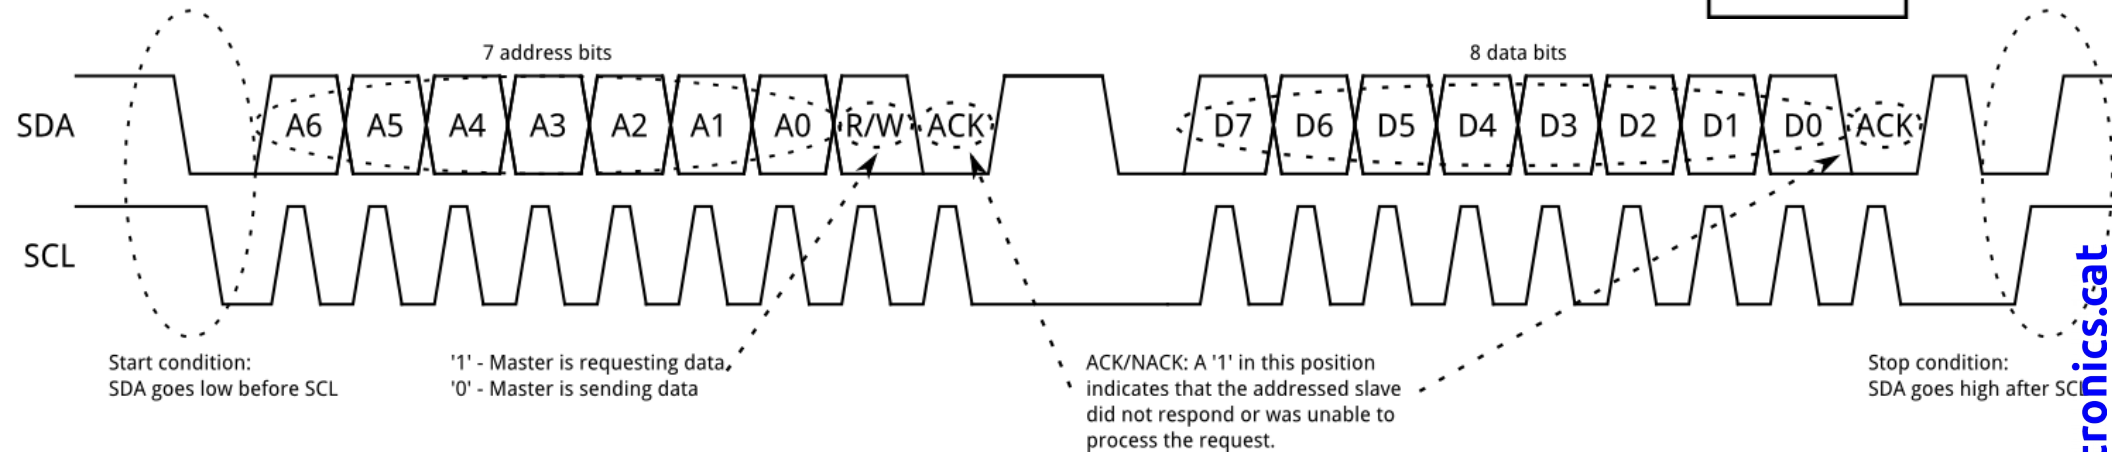 7 address bits
8 data bits
SDA
A6 A5 A4 A3 A2 A1 A0 R/W ACK
D7 D6 D5 D4 D3 D2 D1 D0 ACK
SCL
Start condition:
SDA goes low before SCL
'1' - Master is requesting data,
'0' - Master is sending data
ACK/NACK: A '1' in this position
indicates that the addressed slave
did not respond or was unable to
process the request.
Stop condition:
SDA goes high after SCL
cronics.cat